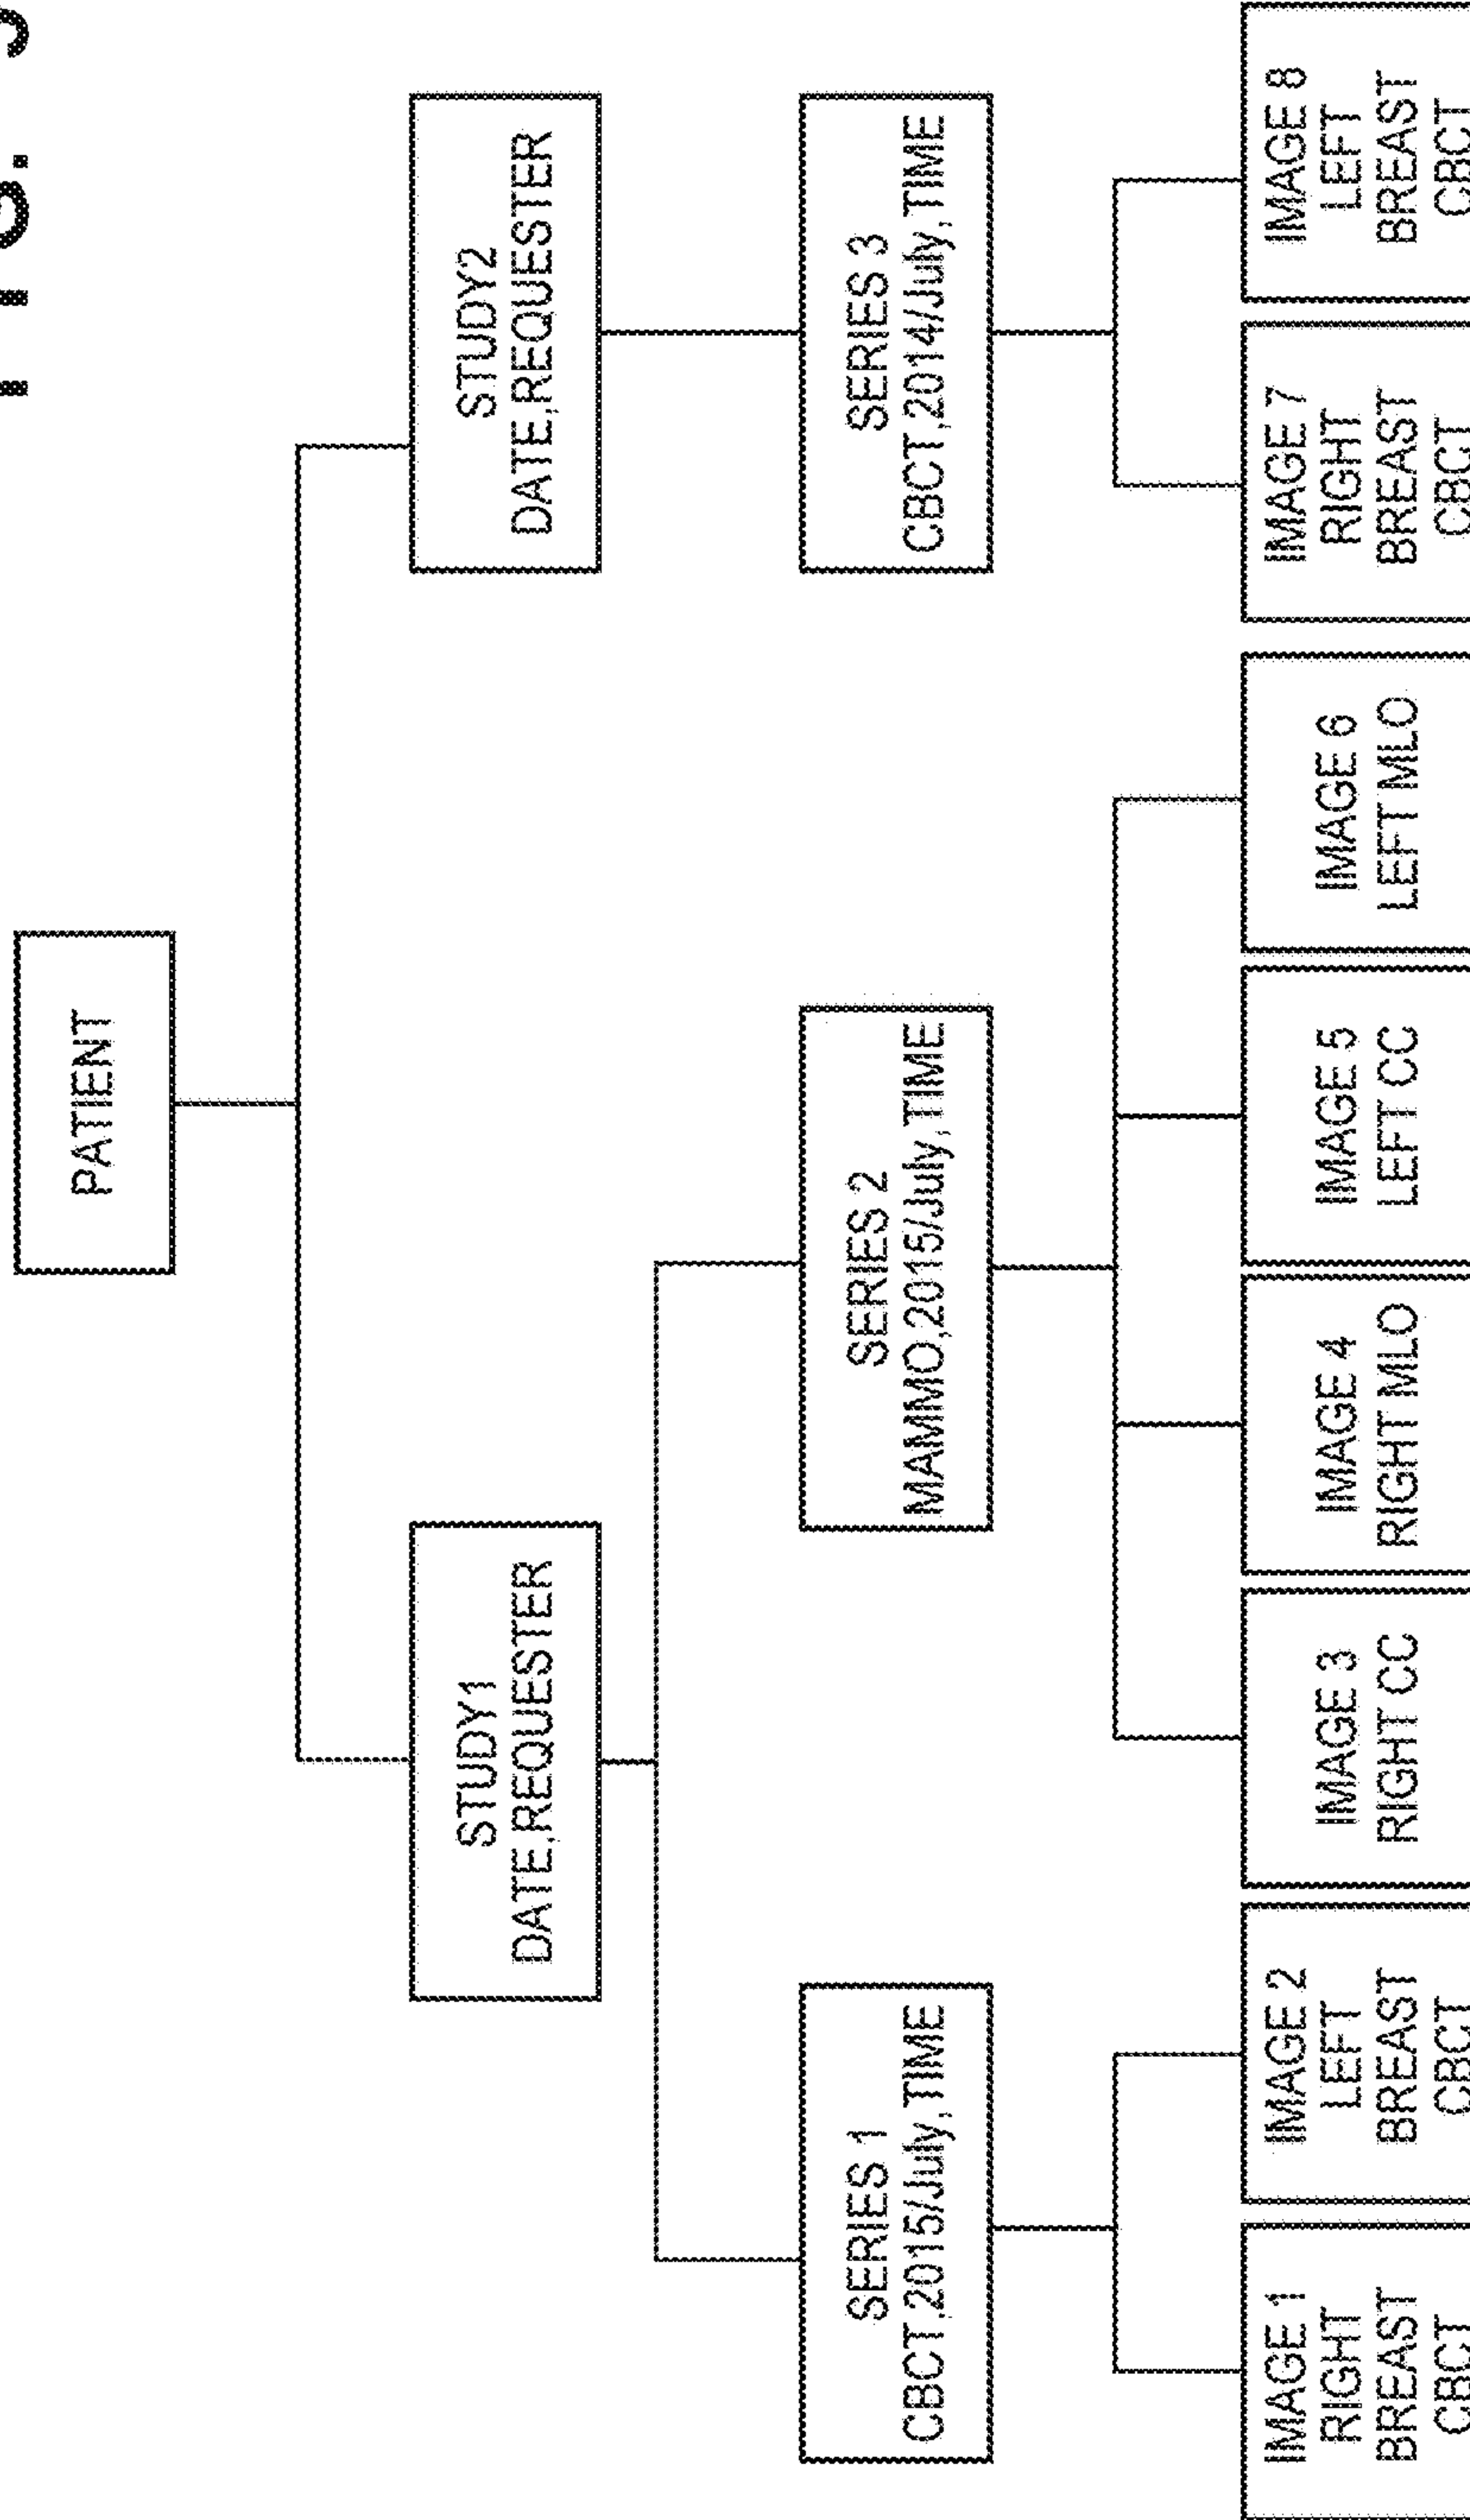 FIG.
PATIENT
STUDY1
DATE,REQUESTER
STUDY2
DATE,REQUESTER
SERIES 1
CBCT,2015/July,TIME
SERIES 2
MAMMO,2015/July,TIME
SERIES 3
CBCT,2014/July,TIME
IMAGE 1
RIGHT
BREAST
CBCT
IMAGE 2
LEFT
BREAST
CBCT
IMAGE 3
RIGHT CC
IMAGE 4
RIGHT MLO
IMAGE 5
LEFT CC
IMAGE 6
LEFT MLO
IMAGE 7
RIGHT
BREAST
CBCT
IMAGE 8
LEFT
BREAST
CBCT